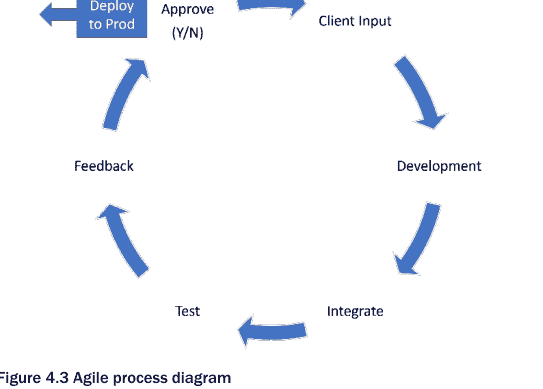 Deploy
to Prod
Approve
(Y/N)
Client Input
Feedback
Development
Test
Integrate
Figure 4.3 Agile process diagram